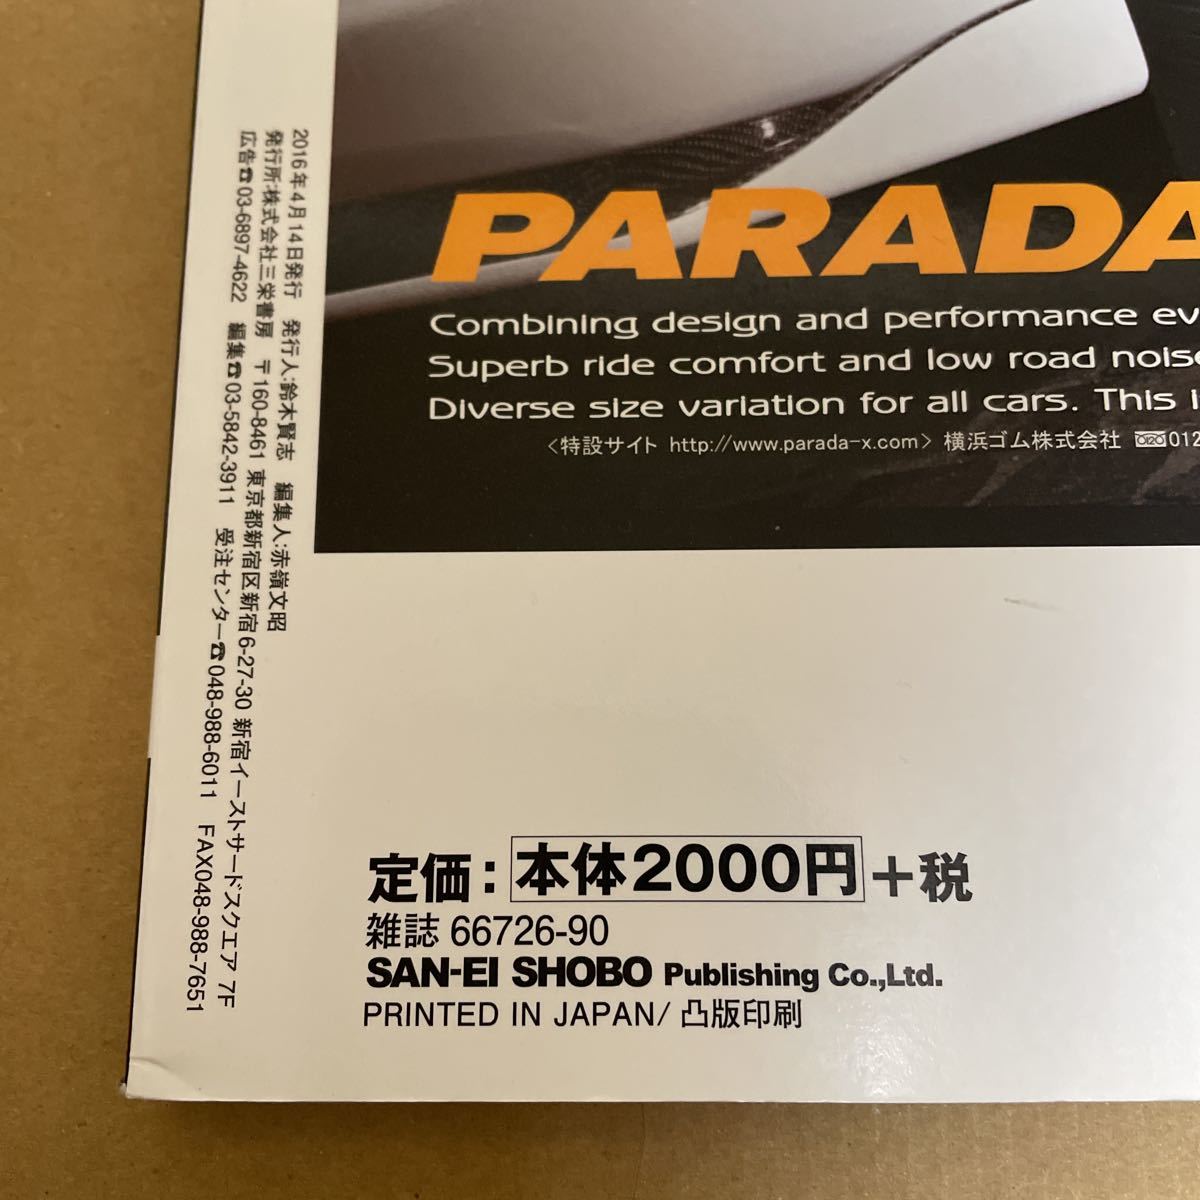 PARADA
Combining design and performance ev
Superb ride comfort and low road noise
Diverse size variation for all cars. This i
<特設サイト http://www.parada-x.com> 横浜ゴム株式会社 012
2016年4月14日発行 発行人:鈴木賢志 編集人:赤嶺文昭
発行所:株式会社三栄書房 〒160-8461 東京都新宿区新宿6-27-30 新宿イーストサードスクエア 7F
広告☎03-6897-4622 編集☎03-5842-3911 受注センター☎048-988-6011 FAX048-988-7651
定価:本体2000円+税
雑誌 66726-90
SAN-EI SHOBO Publishing Co.,Ltd.
PRINTED IN JAPAN/凸版印刷